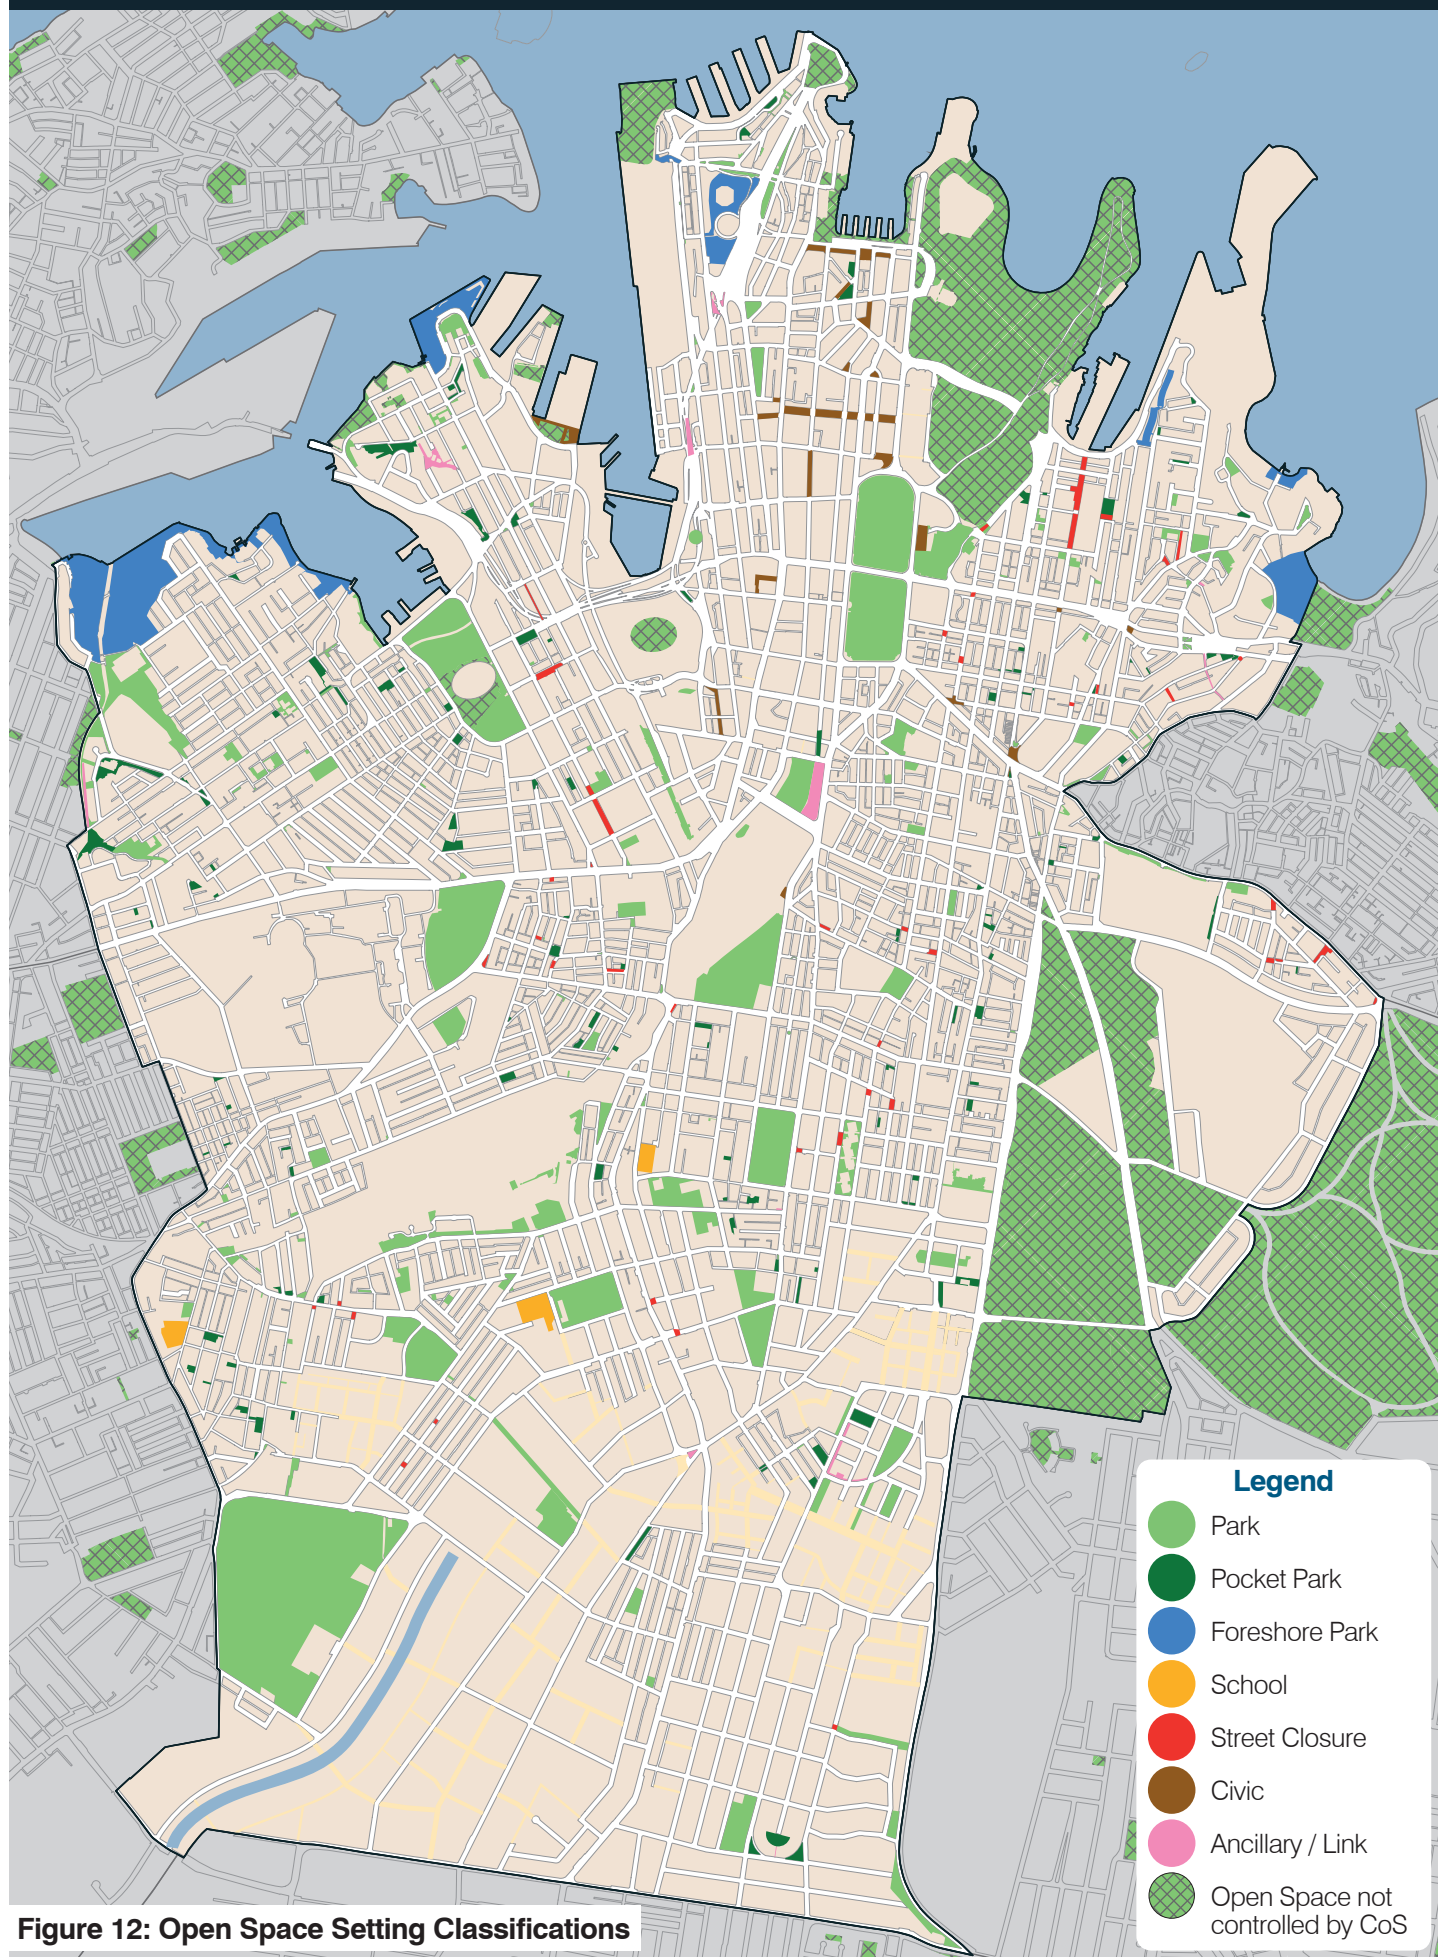 Legend
Park
Pocket Park
Foreshore Park
School
Street Closure
Civic
Ancillary / Link
Open Space not
controlled by CoS
Figure 12: Open Space Setting Classifications